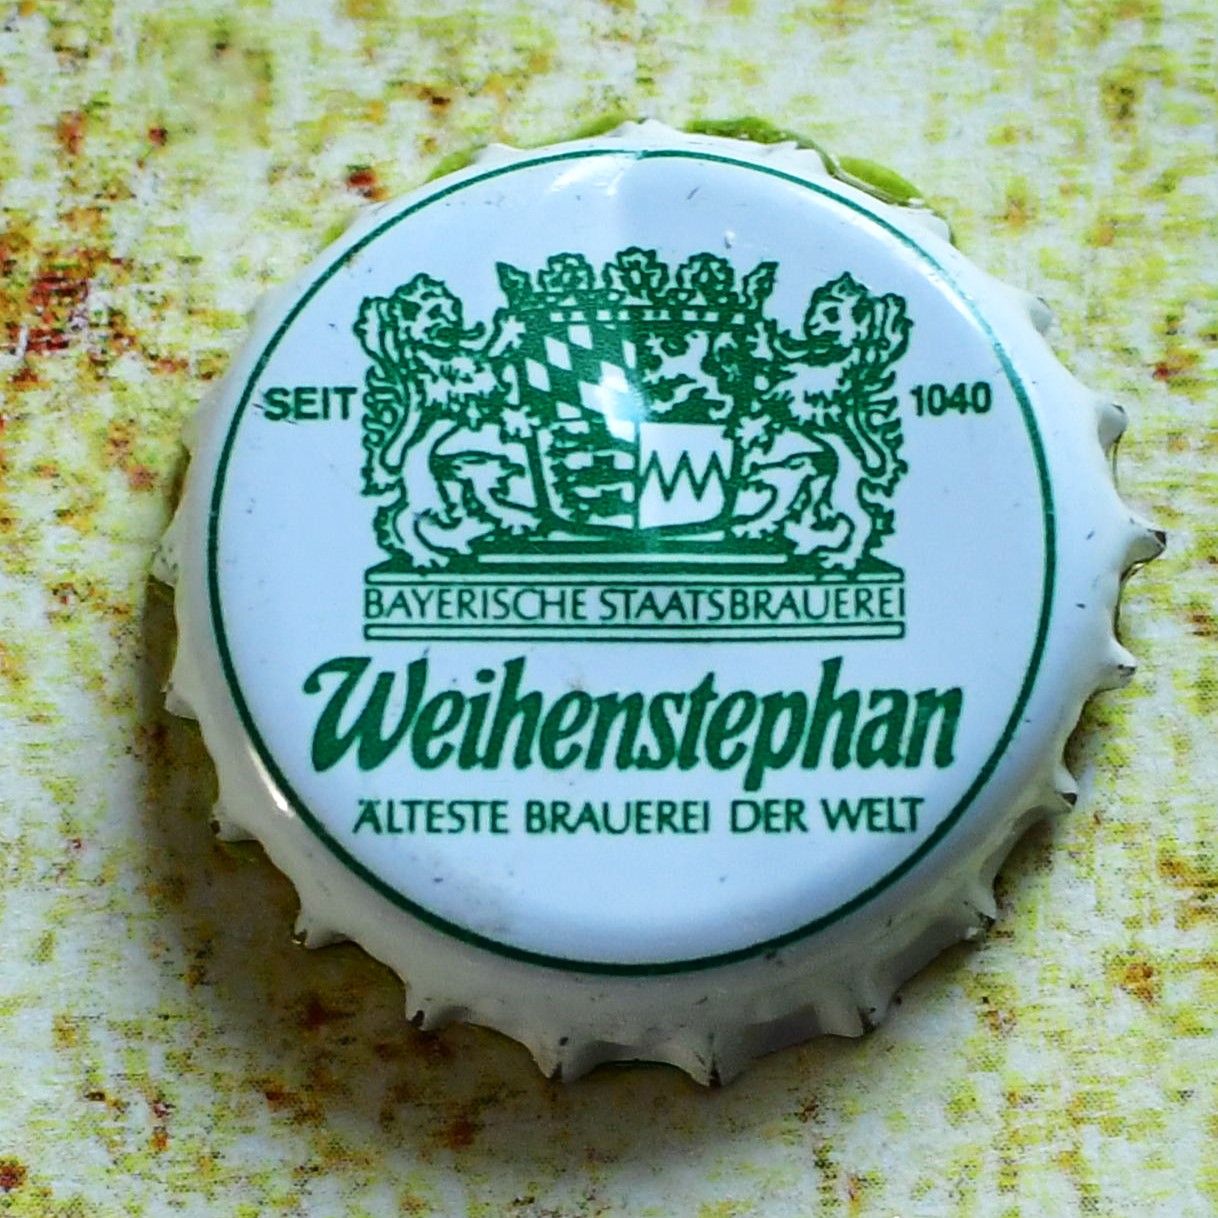 SEIT 1040
BAYERISCHE STAATSBRAUEREI
Weihenstephan
ÄLTESTE BRAUEREI DER WELT